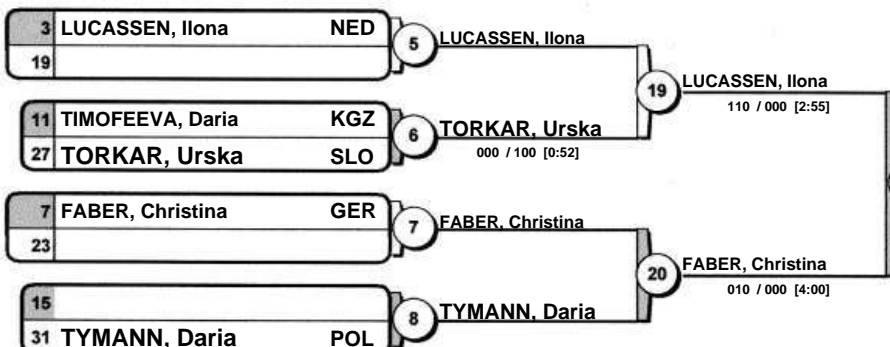 3 LUCASSEN, Ilona NED
19
5
LUCASSEN, Ilona
11 TIMOFEEVA, Daria KGZ
27 TORKAR, Urska SLO
6
TORKAR, Urska
000 / 100 [0:52]
19
LUCASSEN, Ilona
110 / 000 [2:55]
7 FABER, Christina GER
23
7
FABER, Christina
15
31 TYMANN, Daria POL
8
TYMANN, Daria
20
FABER, Christina
010 / 000 [4:00]